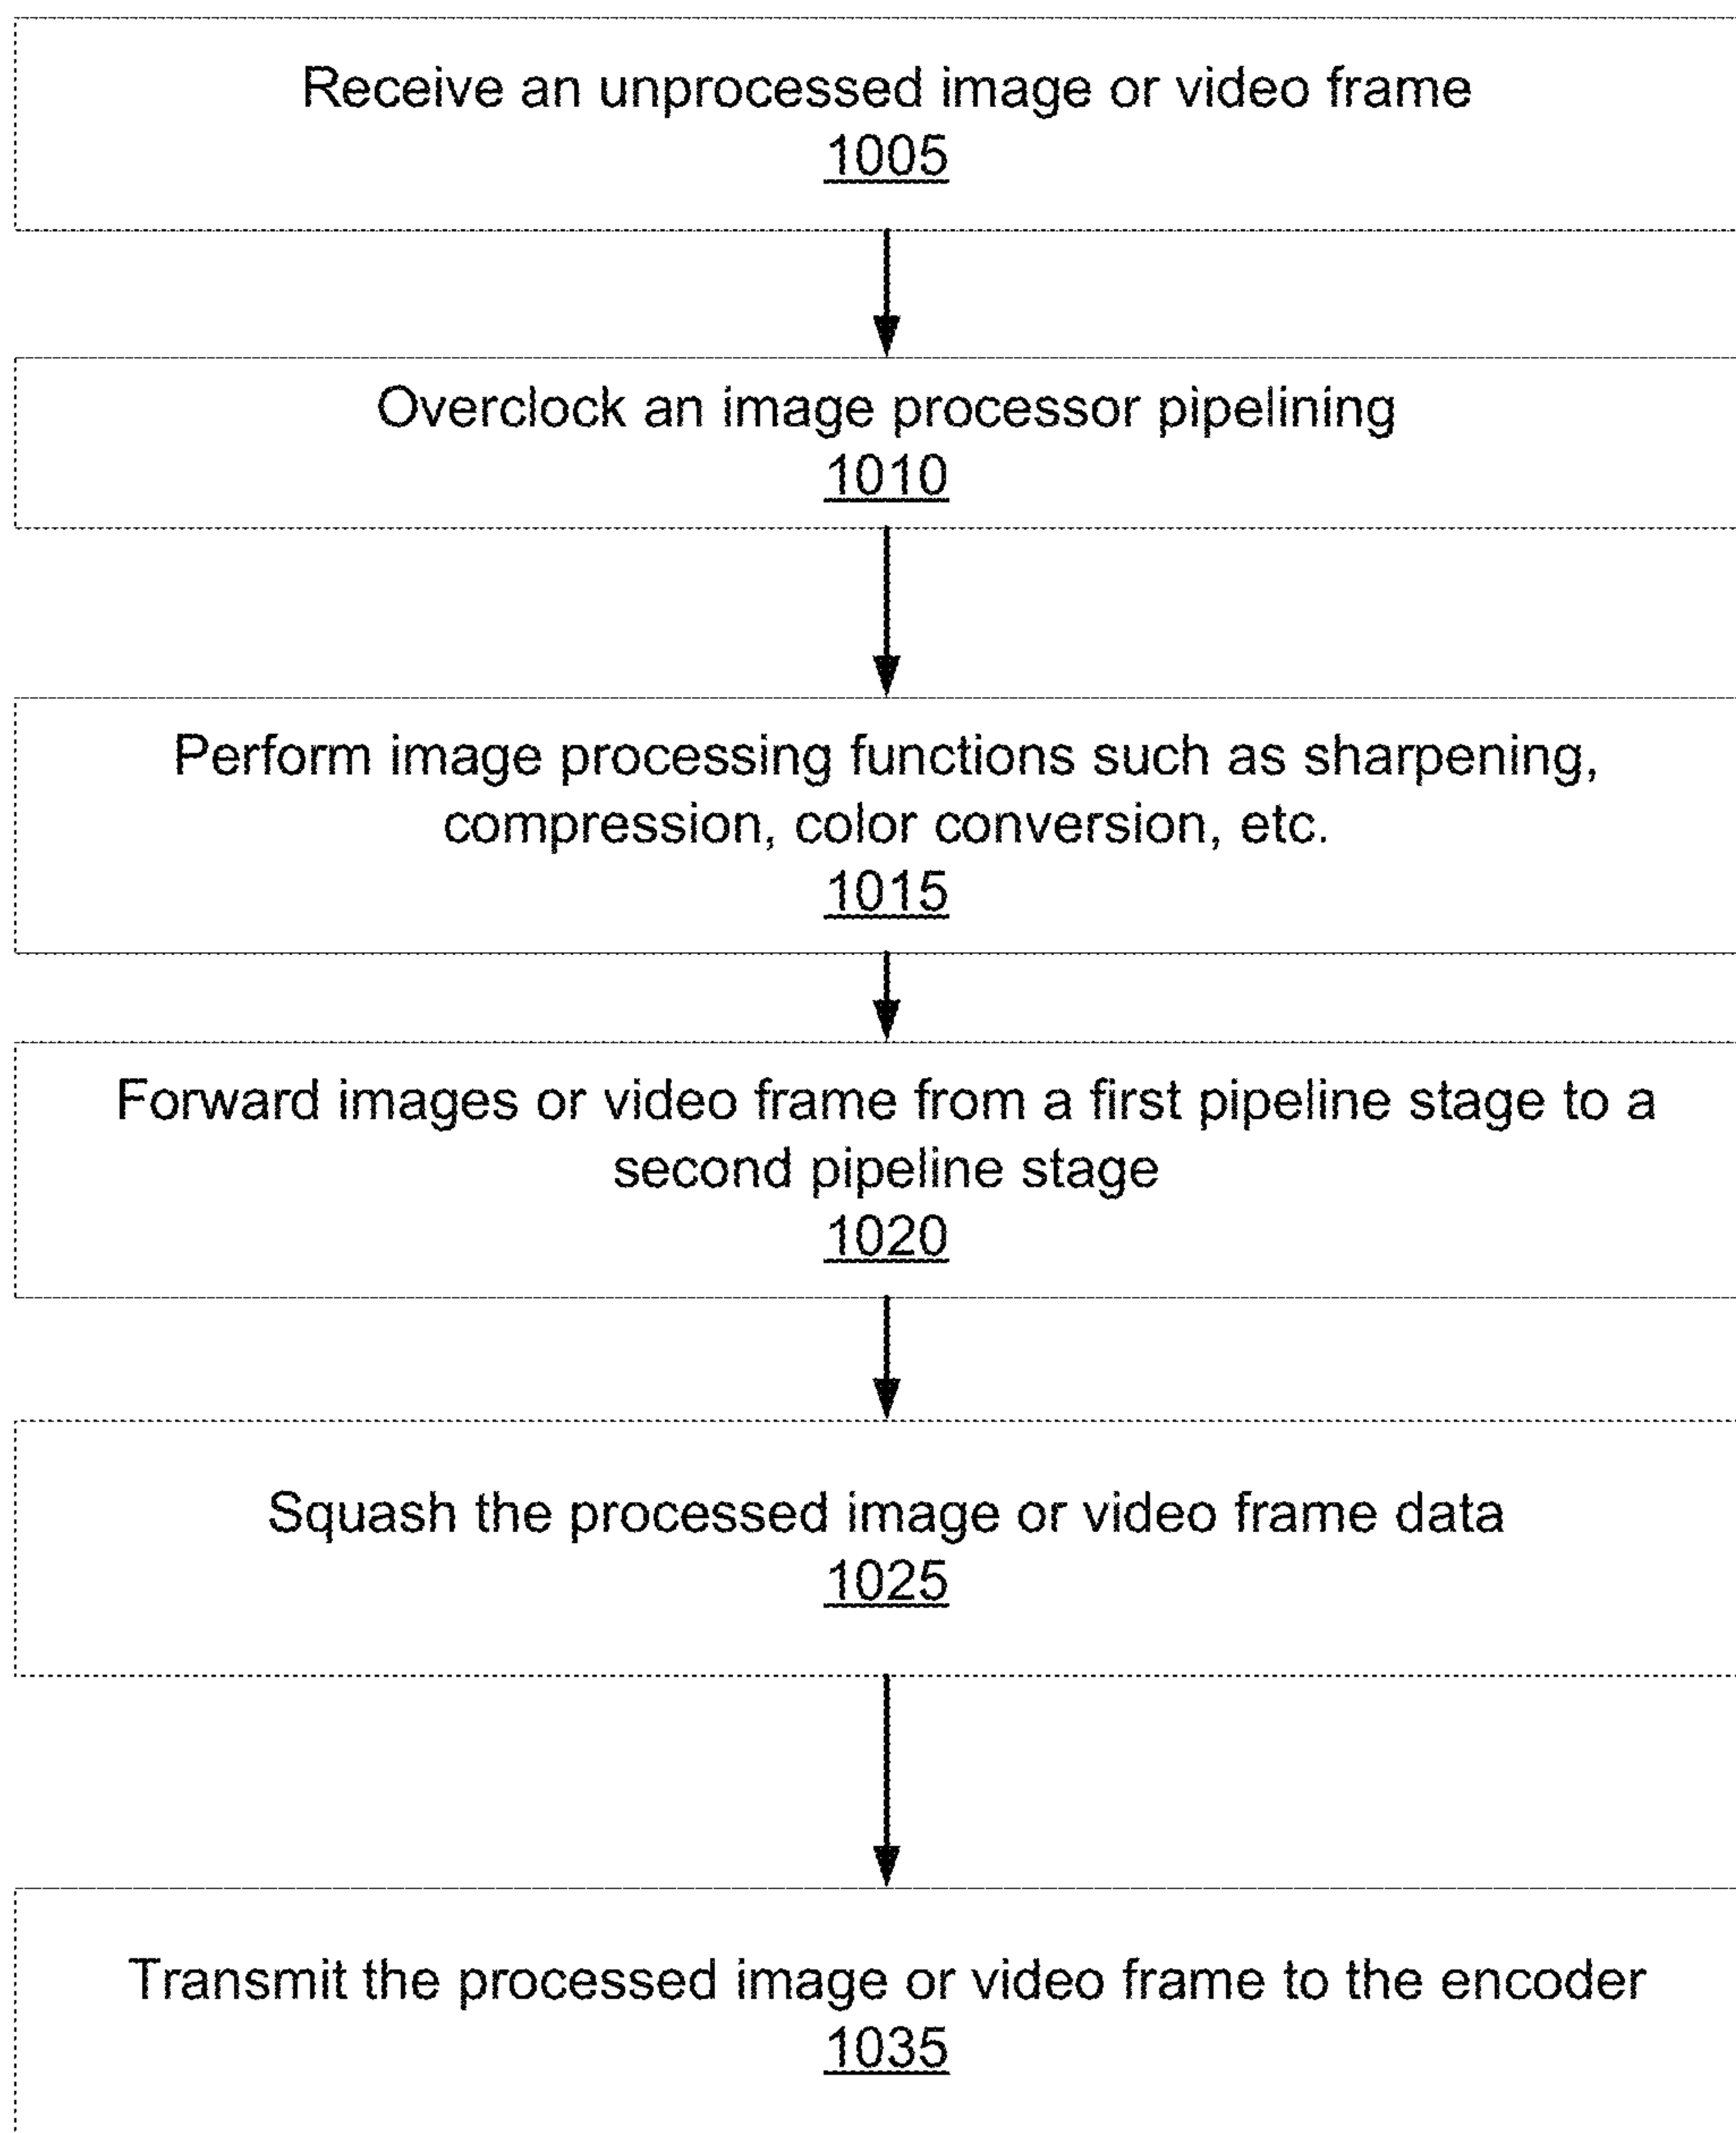 Receive an unprocessed image or video frame
1005
Overclock an image processor pipelining
1010
Perform image processing functions such as sharpening,
compression, color conversion, etc.
1015
Forward images or video frame from a first pipeline stage to a
second pipeline stage
1020
Squash the processed image or video frame data
1025
Transmit the processed image or video frame to the encoder
1035